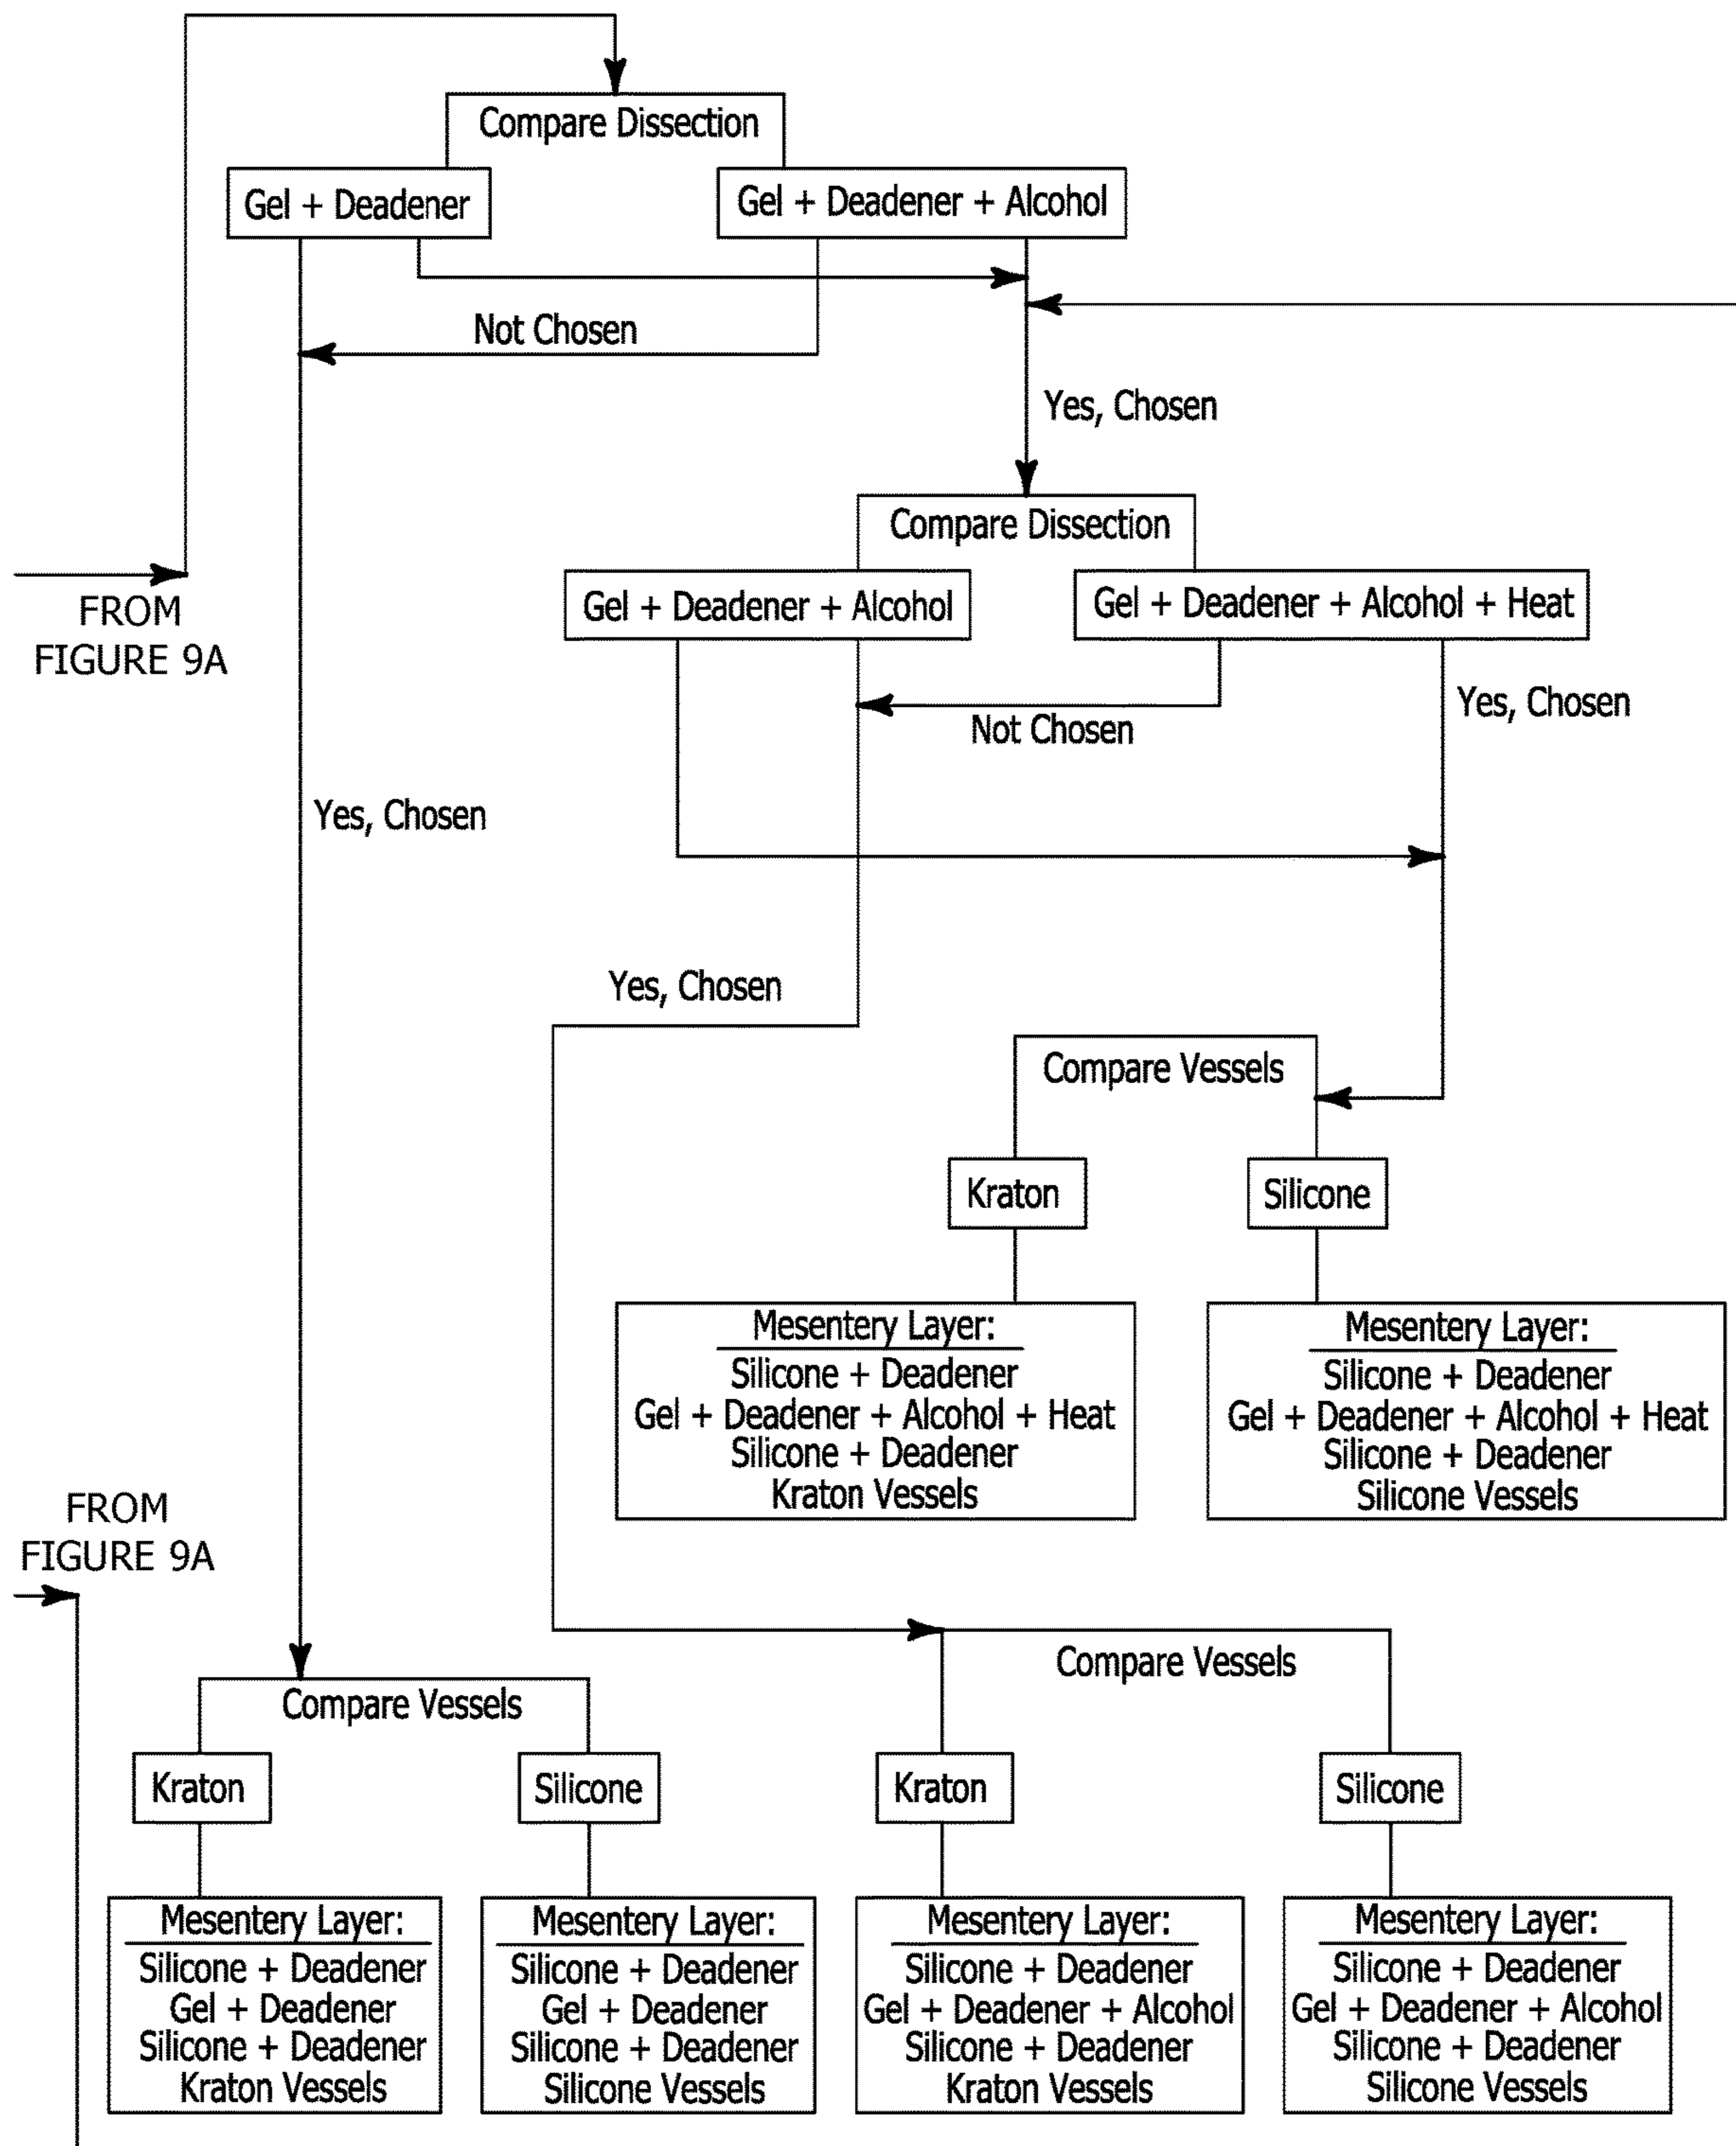 Compare Dissection
Gel + Deadener
Gel + Deadener + Alcohol
Not Chosen
Yes, Chosen
Compare Dissection
FROM
FIGURE 9A
Gel + Deadener + Alcohol
Gel + Deadener + Alcohol + Heat
Yes, Chosen
Not Chosen
Yes, Chosen
Yes, Chosen
Compare Vessels
Kraton
Silicone
Mesentery Layer:
Silicone + Deadener
Gel + Deadener + Alcohol + Heat
Silicone + Deadener
Kraton Vessels
Mesentery Layer:
Silicone + Deadener
Gel + Deadener + Alcohol + Heat
Silicone + Deadener
Silicone Vessels
FROM
FIGURE 9A
Compare Vessels
Compare Vessels
Kraton
Silicone
Kraton
Silicone
Mesentery Layer:
Silicone + Deadener
Gel + Deadener
Silicone + Deadener
Kraton Vessels
Mesentery Layer:
Silicone + Deadener
Gel + Deadener
Silicone + Deadener
Silicone Vessels
Mesentery Layer:
Silicone + Deadener
Gel + Deadener + Alcohol
Silicone + Deadener
Kraton Vessels
Mesentery Layer:
Silicone + Deadener
Gel + Deadener + Alcohol
Silicone + Deadener
Silicone Vessels